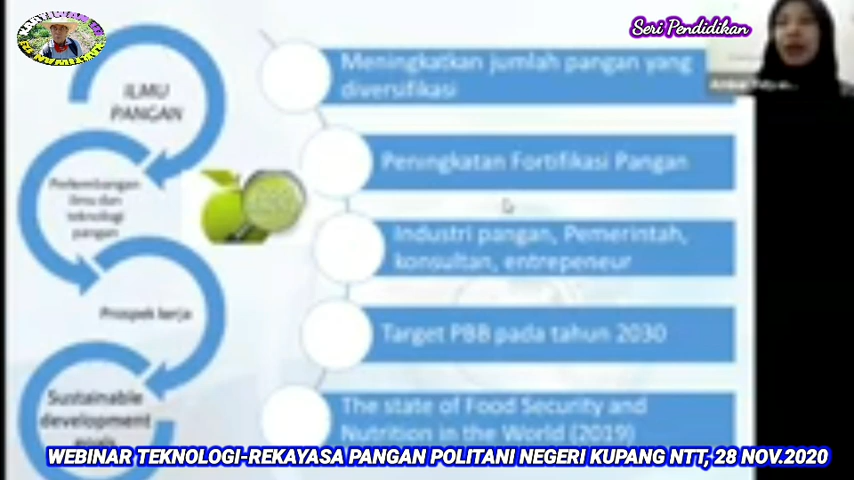 Seri Pendidikan
ILMU
PANGAN
Perkembangan
ilmu dan
teknologi
pangan
Prospek kerja
Sustainable
development
goals
Meningkatkan jumlah pangan yang
diversifikasi
Peningkatan Fortifikasi Pangan
Industri pangan, Pemerintah,
konsultan, entrepeneur
Target PBB pada tahun 2030
The state of Food Security and
Nutrition in the World (2019)
WEBINAR TEKNOLOGI-REKAYASA PANGAN POLITANI NEGERI KUPANG NTT, 28 NOV.2020